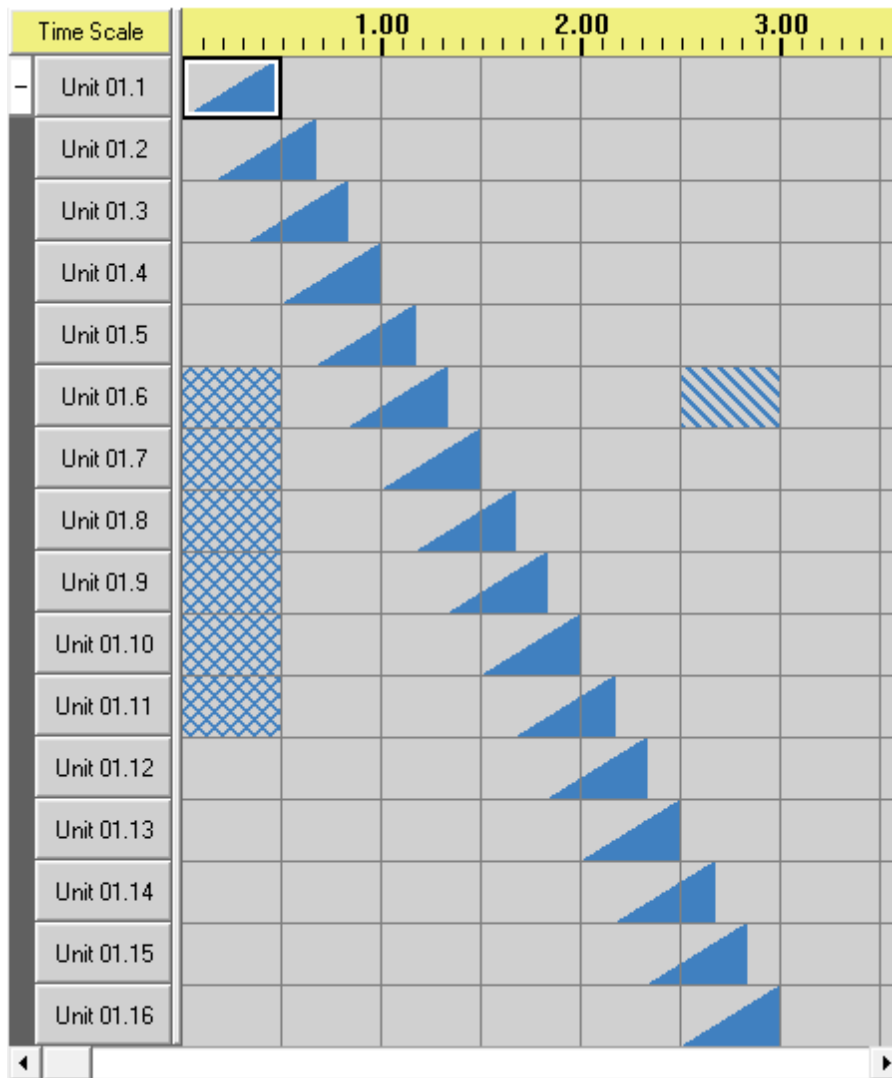 Time Scale 1.00 2.00 3.00
− Unit 01.1
Unit 01.2
Unit 01.3
Unit 01.4
Unit 01.5
Unit 01.6
Unit 01.7
Unit 01.8
Unit 01.9
Unit 01.10
Unit 01.11
Unit 01.12
Unit 01.13
Unit 01.14
Unit 01.15
Unit 01.16